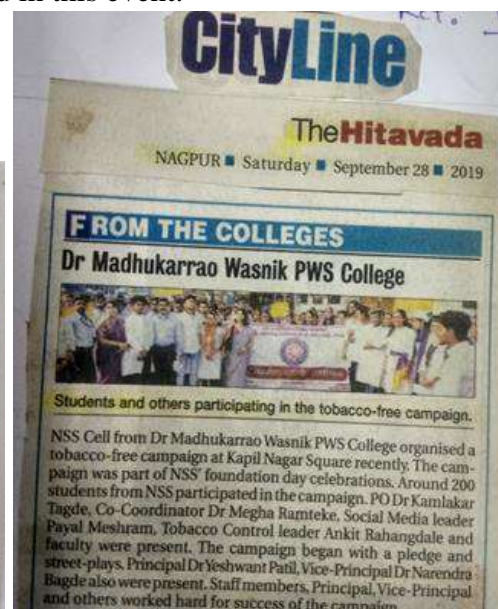 d in this event.
CityLine
TheHitavada
NAGPUR ■ Saturday ■ September 28 ■ 2019
FROM THE COLLEGES
Dr Madhukarrao Wasnik PWS College
Students and others participating in the tobacco-free campaign.
NSS Cell from Dr Madhukarrao Wasnik PWS College organised a
tobacco-free campaign at Kapil Nagar Square recently. The cam-
paign was part of NSS' foundation day celebrations. Around 200
students from NSS participated in the campaign. PO Dr Kamlakar
Tagde, Co-Coordinator Dr Megha Ramteke, Social Media leader
Payal Meshram, Tobacco Control leader Ankit Rahangdale and
faculty were present. The campaign began with a pledge and
street-plays. Principal Dr Yeshwant Patil, Vice-Principal Dr Narendra
Bagde also were present. Staff members, Principal, Vice-Principal
and others worked hard for success of the campaign.